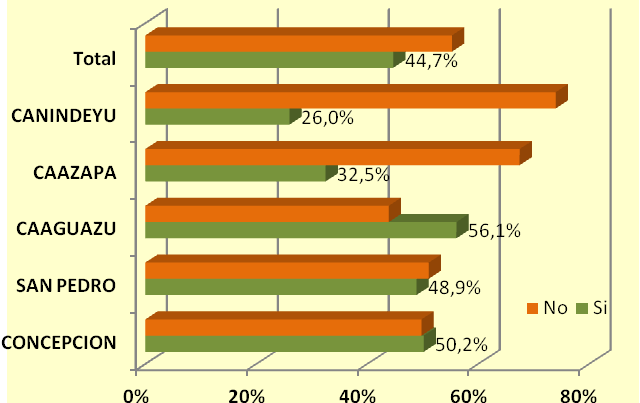 Total
44,7%
CANINDEYU
26,0%
CAAZAPA
32,5%
CAAGUAZU
56,1%
SAN PEDRO
48,9%
No Si
CONCEPCION
50,2%
0% 20% 40% 60% 80%